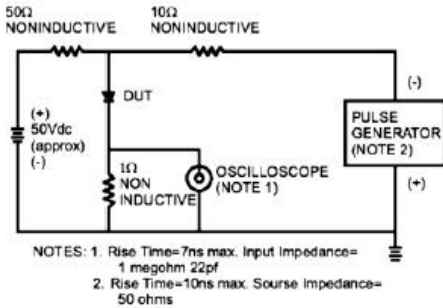 50Ω
NONINDUCTIVE
10Ω
NONINDUCTIVE
DUT
(+)
50Vdc
(approx)
(-)
1Ω
NON
INDUCTIVE
OSCILLOSCOPE
(NOTE 1)
(-)
PULSE
GENERATOR
(NOTE 2)
(+)
NOTES: 1. Rise Time=7ns max. Input Impedance=
1 megohm 22pf
2. Rise Time=10ns max. Sourse Impedance=
50 ohms